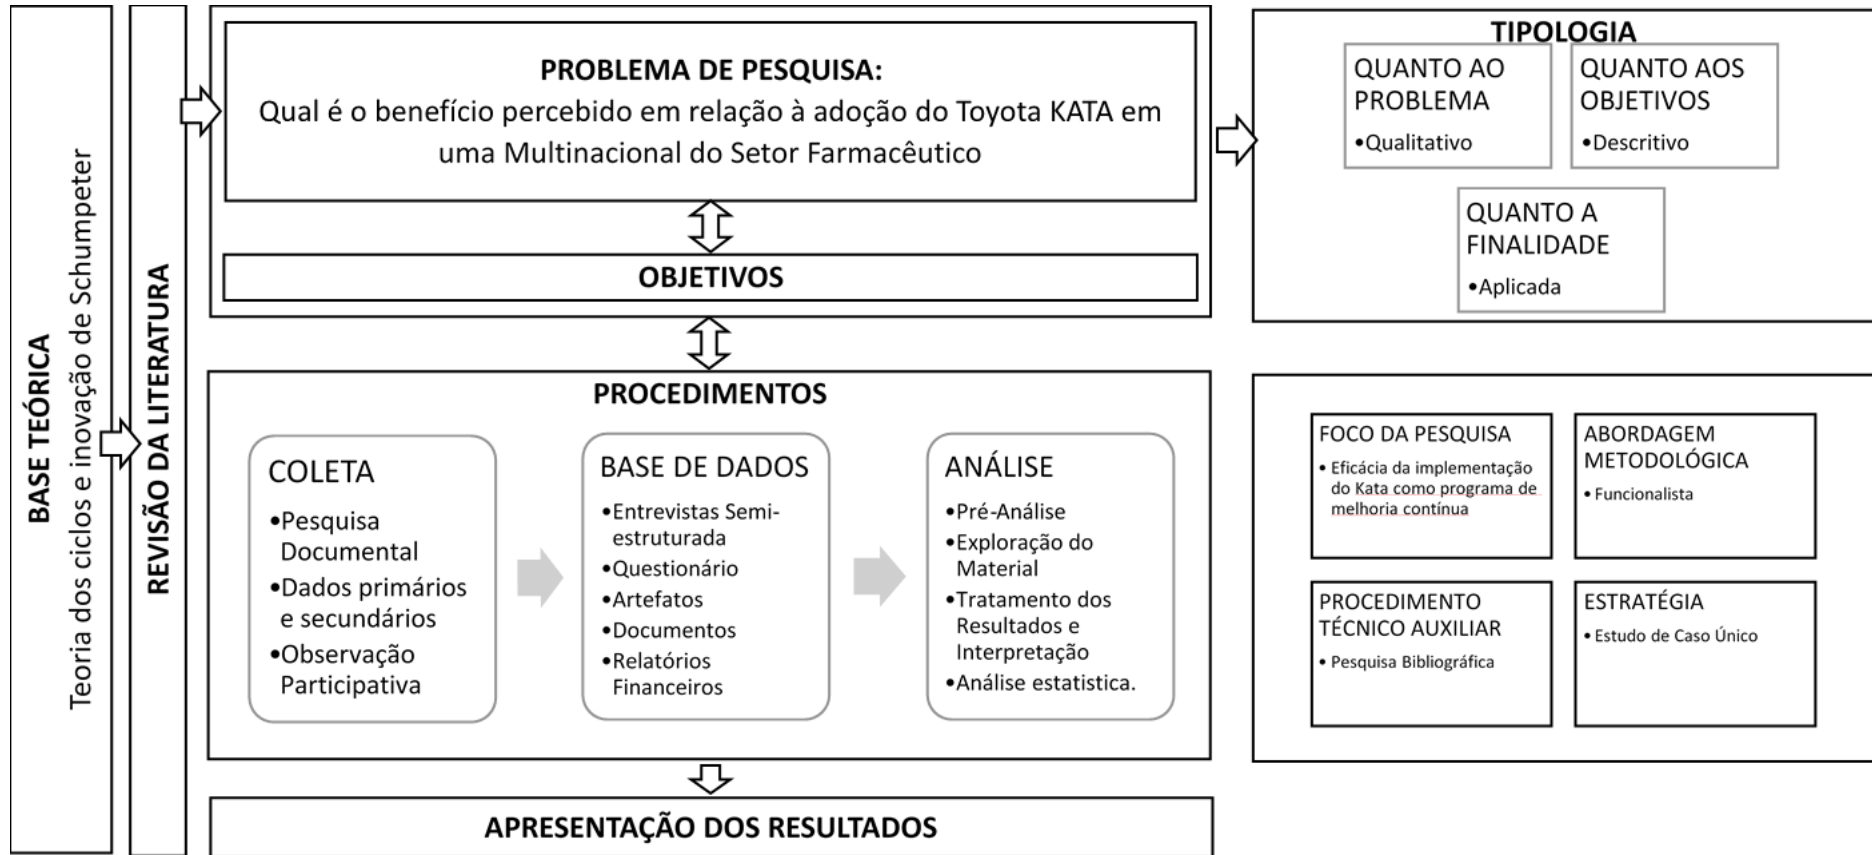 BASE TEÓRICA
Teoria dos ciclos e inovação de Schumpeter
REVISÃO DA LITERATURA
PROBLEMA DE PESQUISA:
Qual é o benefício percebido em relação à adoção do Toyota KATA em
uma Multinacional do Setor Farmacêutico
OBJETIVOS
TIPOLOGIA
QUANTO AO
PROBLEMA
•Qualitativo
QUANTO AOS
OBJETIVOS
•Descritivo
QUANTO A
FINALIDADE
•Aplicada
PROCEDIMENTOS
COLETA
•Pesquisa
Documental
•Dados primários
e secundários
•Observação
Participativa
BASE DE DADOS
•Entrevistas Semi-
estruturada
•Questionário
•Artefatos
•Documentos
•Relatórios
Financeiros
ANÁLISE
•Pré-Análise
•Exploração do
Material
•Tratamento dos
Resultados e
Interpretação
•Análise estatistica.
FOCO DA PESQUISA
• Eficácia da implementação
do Kata como programa de
melhoria contínua
ABORDAGEM
METODOLÓGICA
• Funcionalista
PROCEDIMENTO
TÉCNICO AUXILIAR
• Pesquisa Bibliográfica
ESTRATÉGIA
• Estudo de Caso Único
APRESENTAÇÃO DOS RESULTADOS